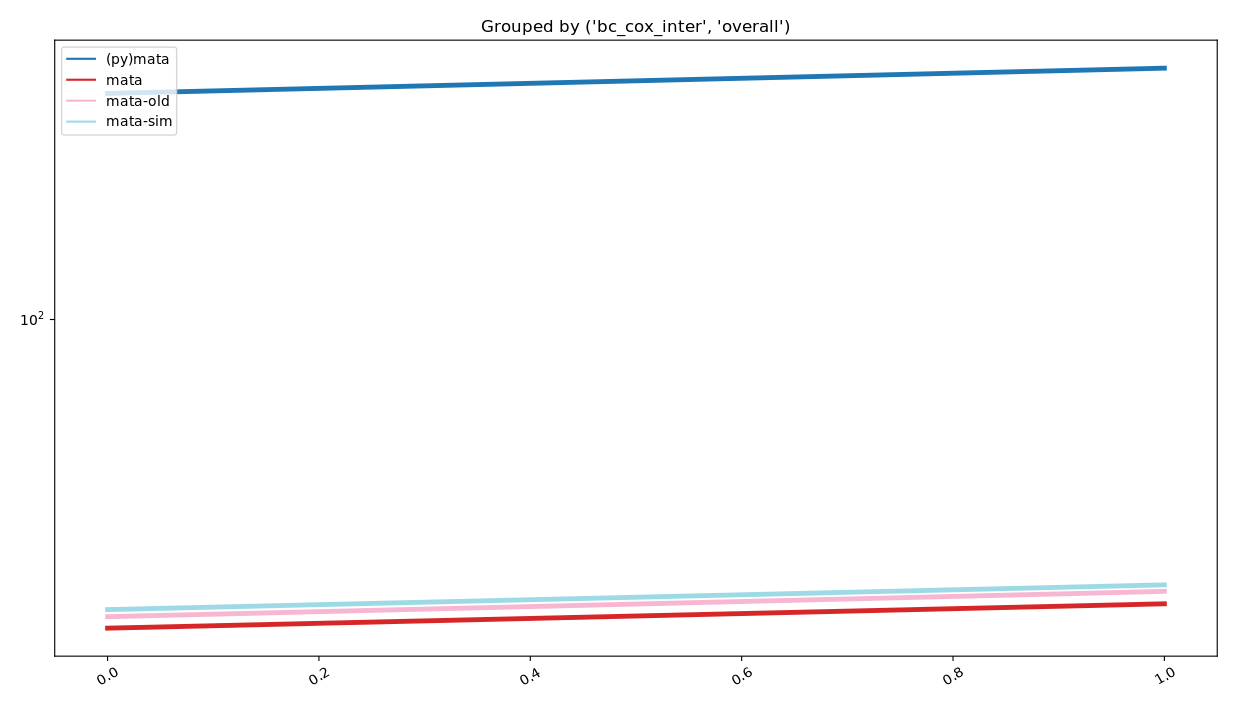 Grouped by ('bc_cox_inter', 'overall')
(py)mata
mata
mata-old
mata-sim
10²
0.0 0.2 0.4 0.6 0.8 1.0